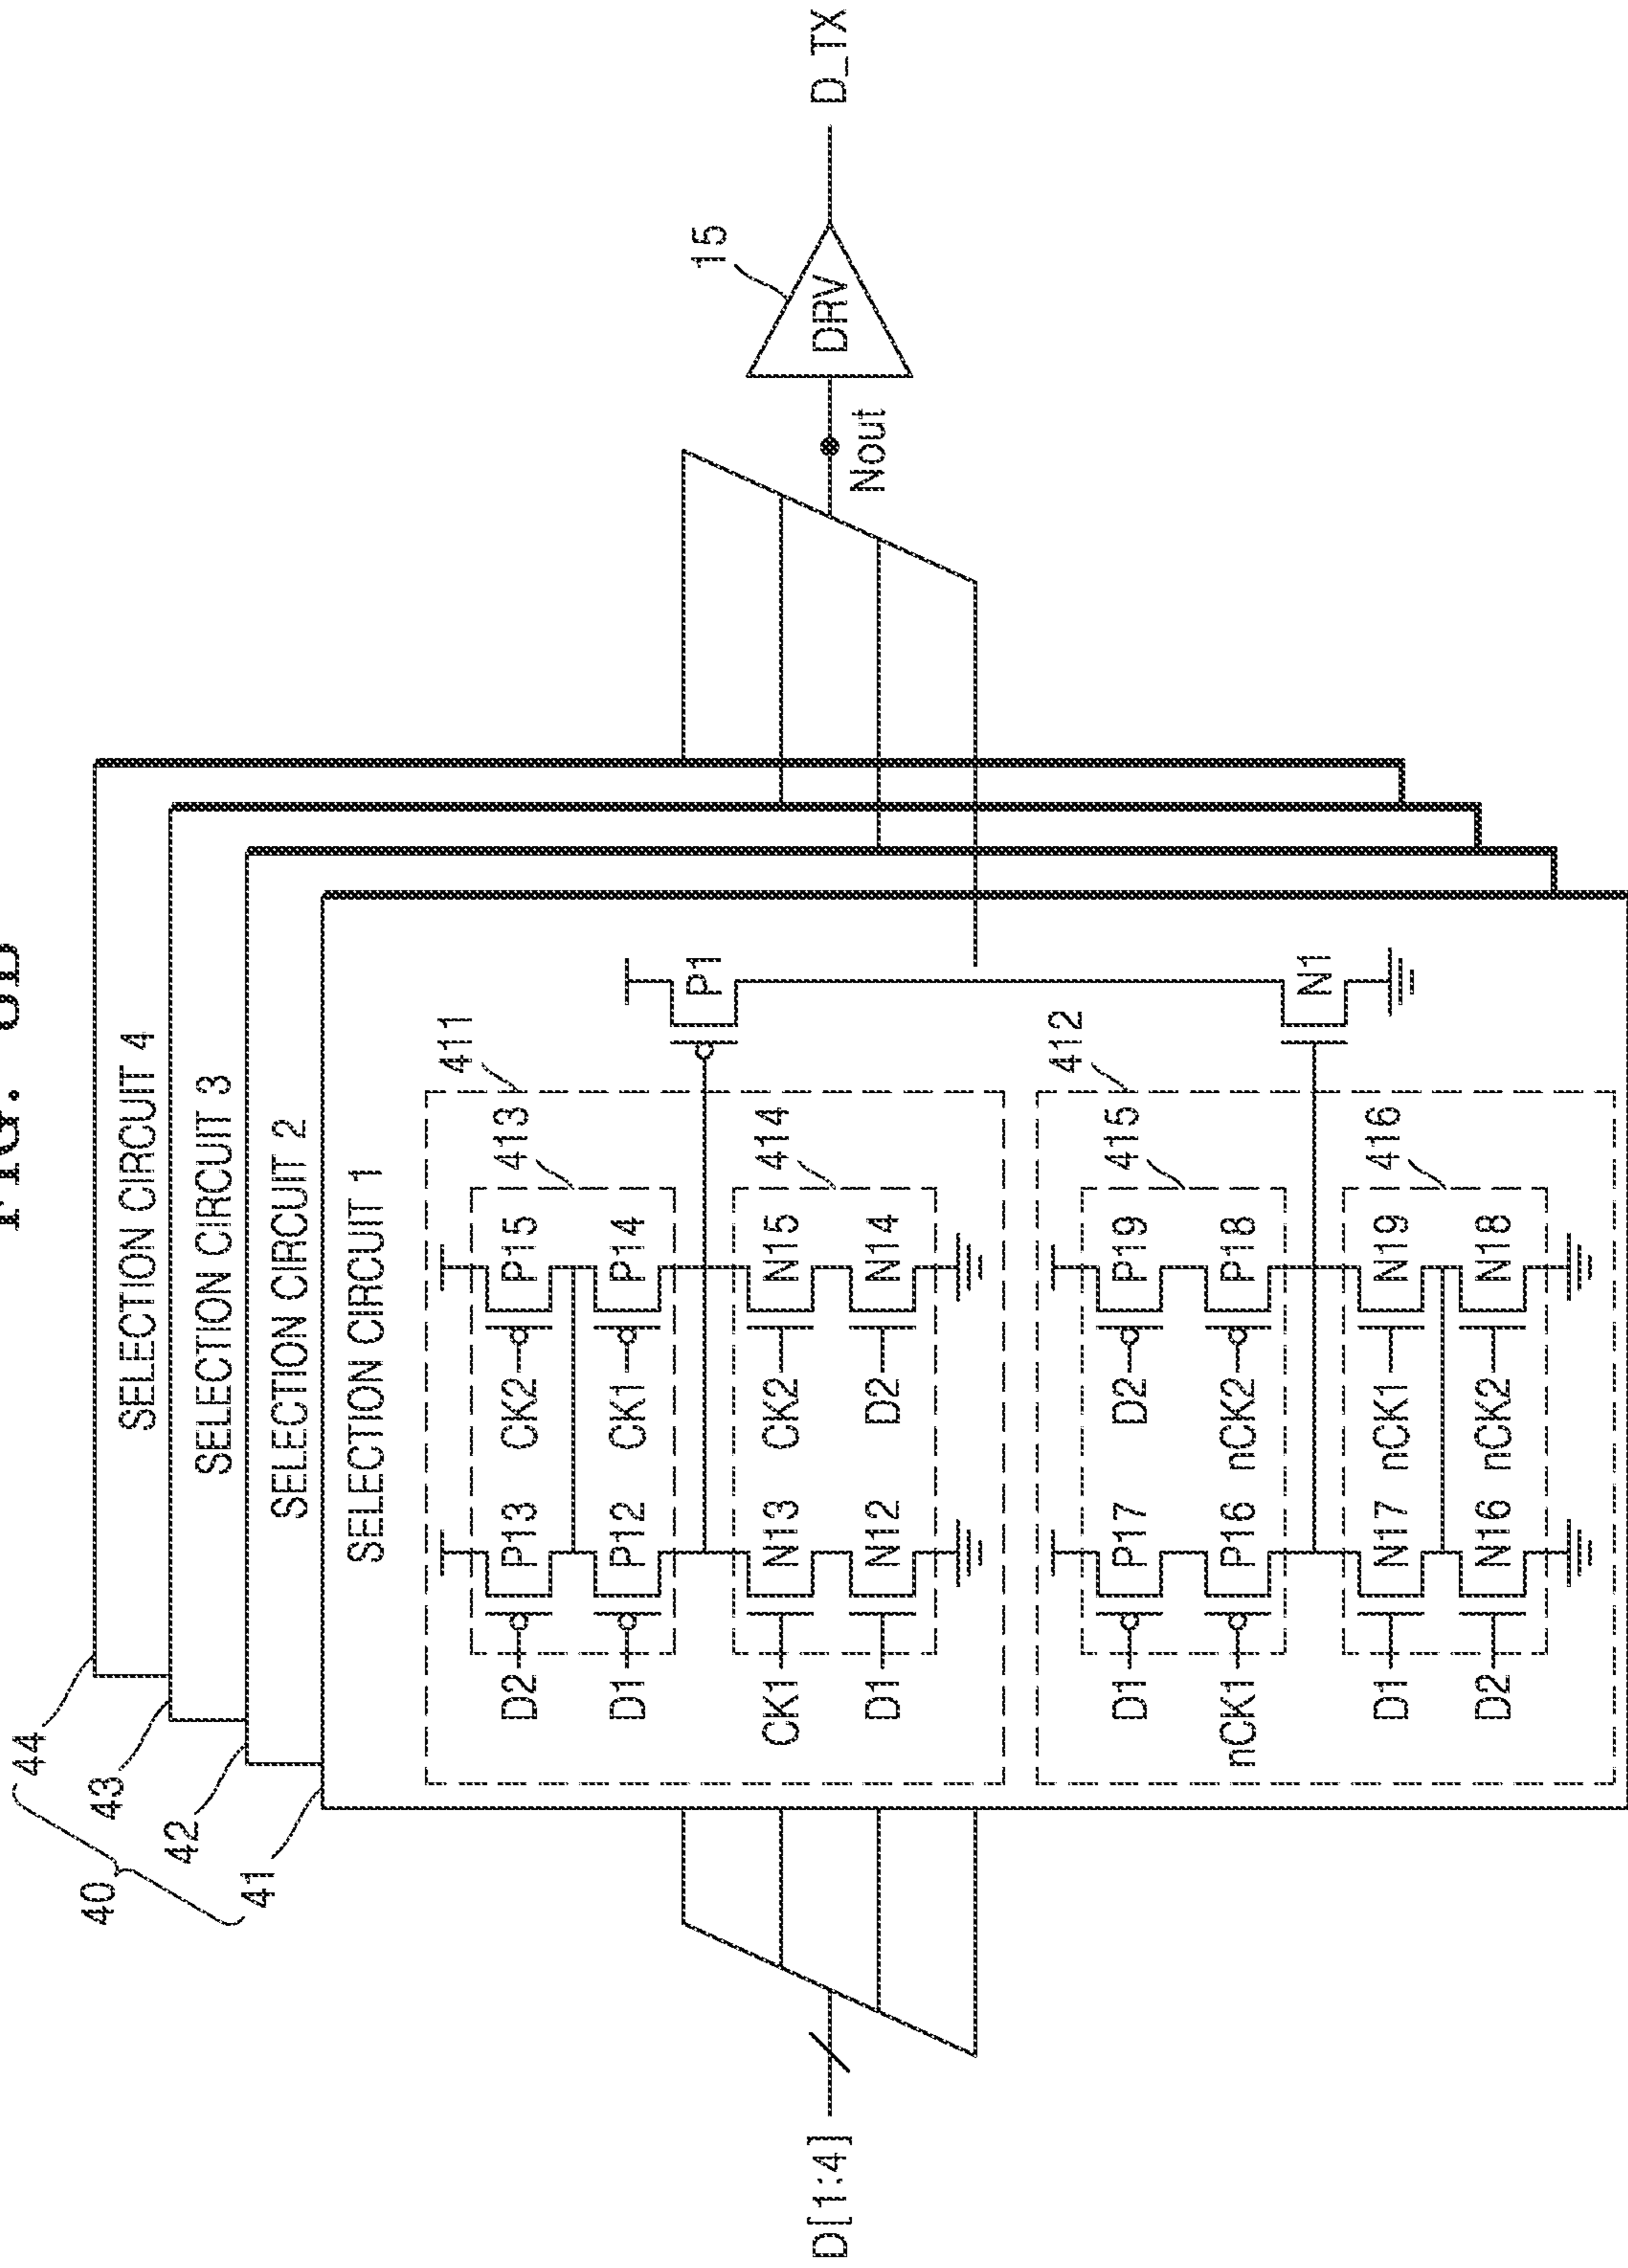 SELECTION CIRCUIT 4
SELECTION CIRCUIT 3
SELECTION CIRCUIT 2
SELECTION CIRCUIT 1
40
44
43
42
41
411
413
D2 P13 CK2 P15
D1 P12 CK1 P14
P1
414
CK1 N13 CK2 N15
D1 N12 D2 N14
412
415
D1 P17 D2 P19
nCK1 P16 nCK2 P18
N1
416
D1 N17 nCK1 N19
D2 N16 nCK2 N18
D[1:4]
Nout
15
DRV
D_TX